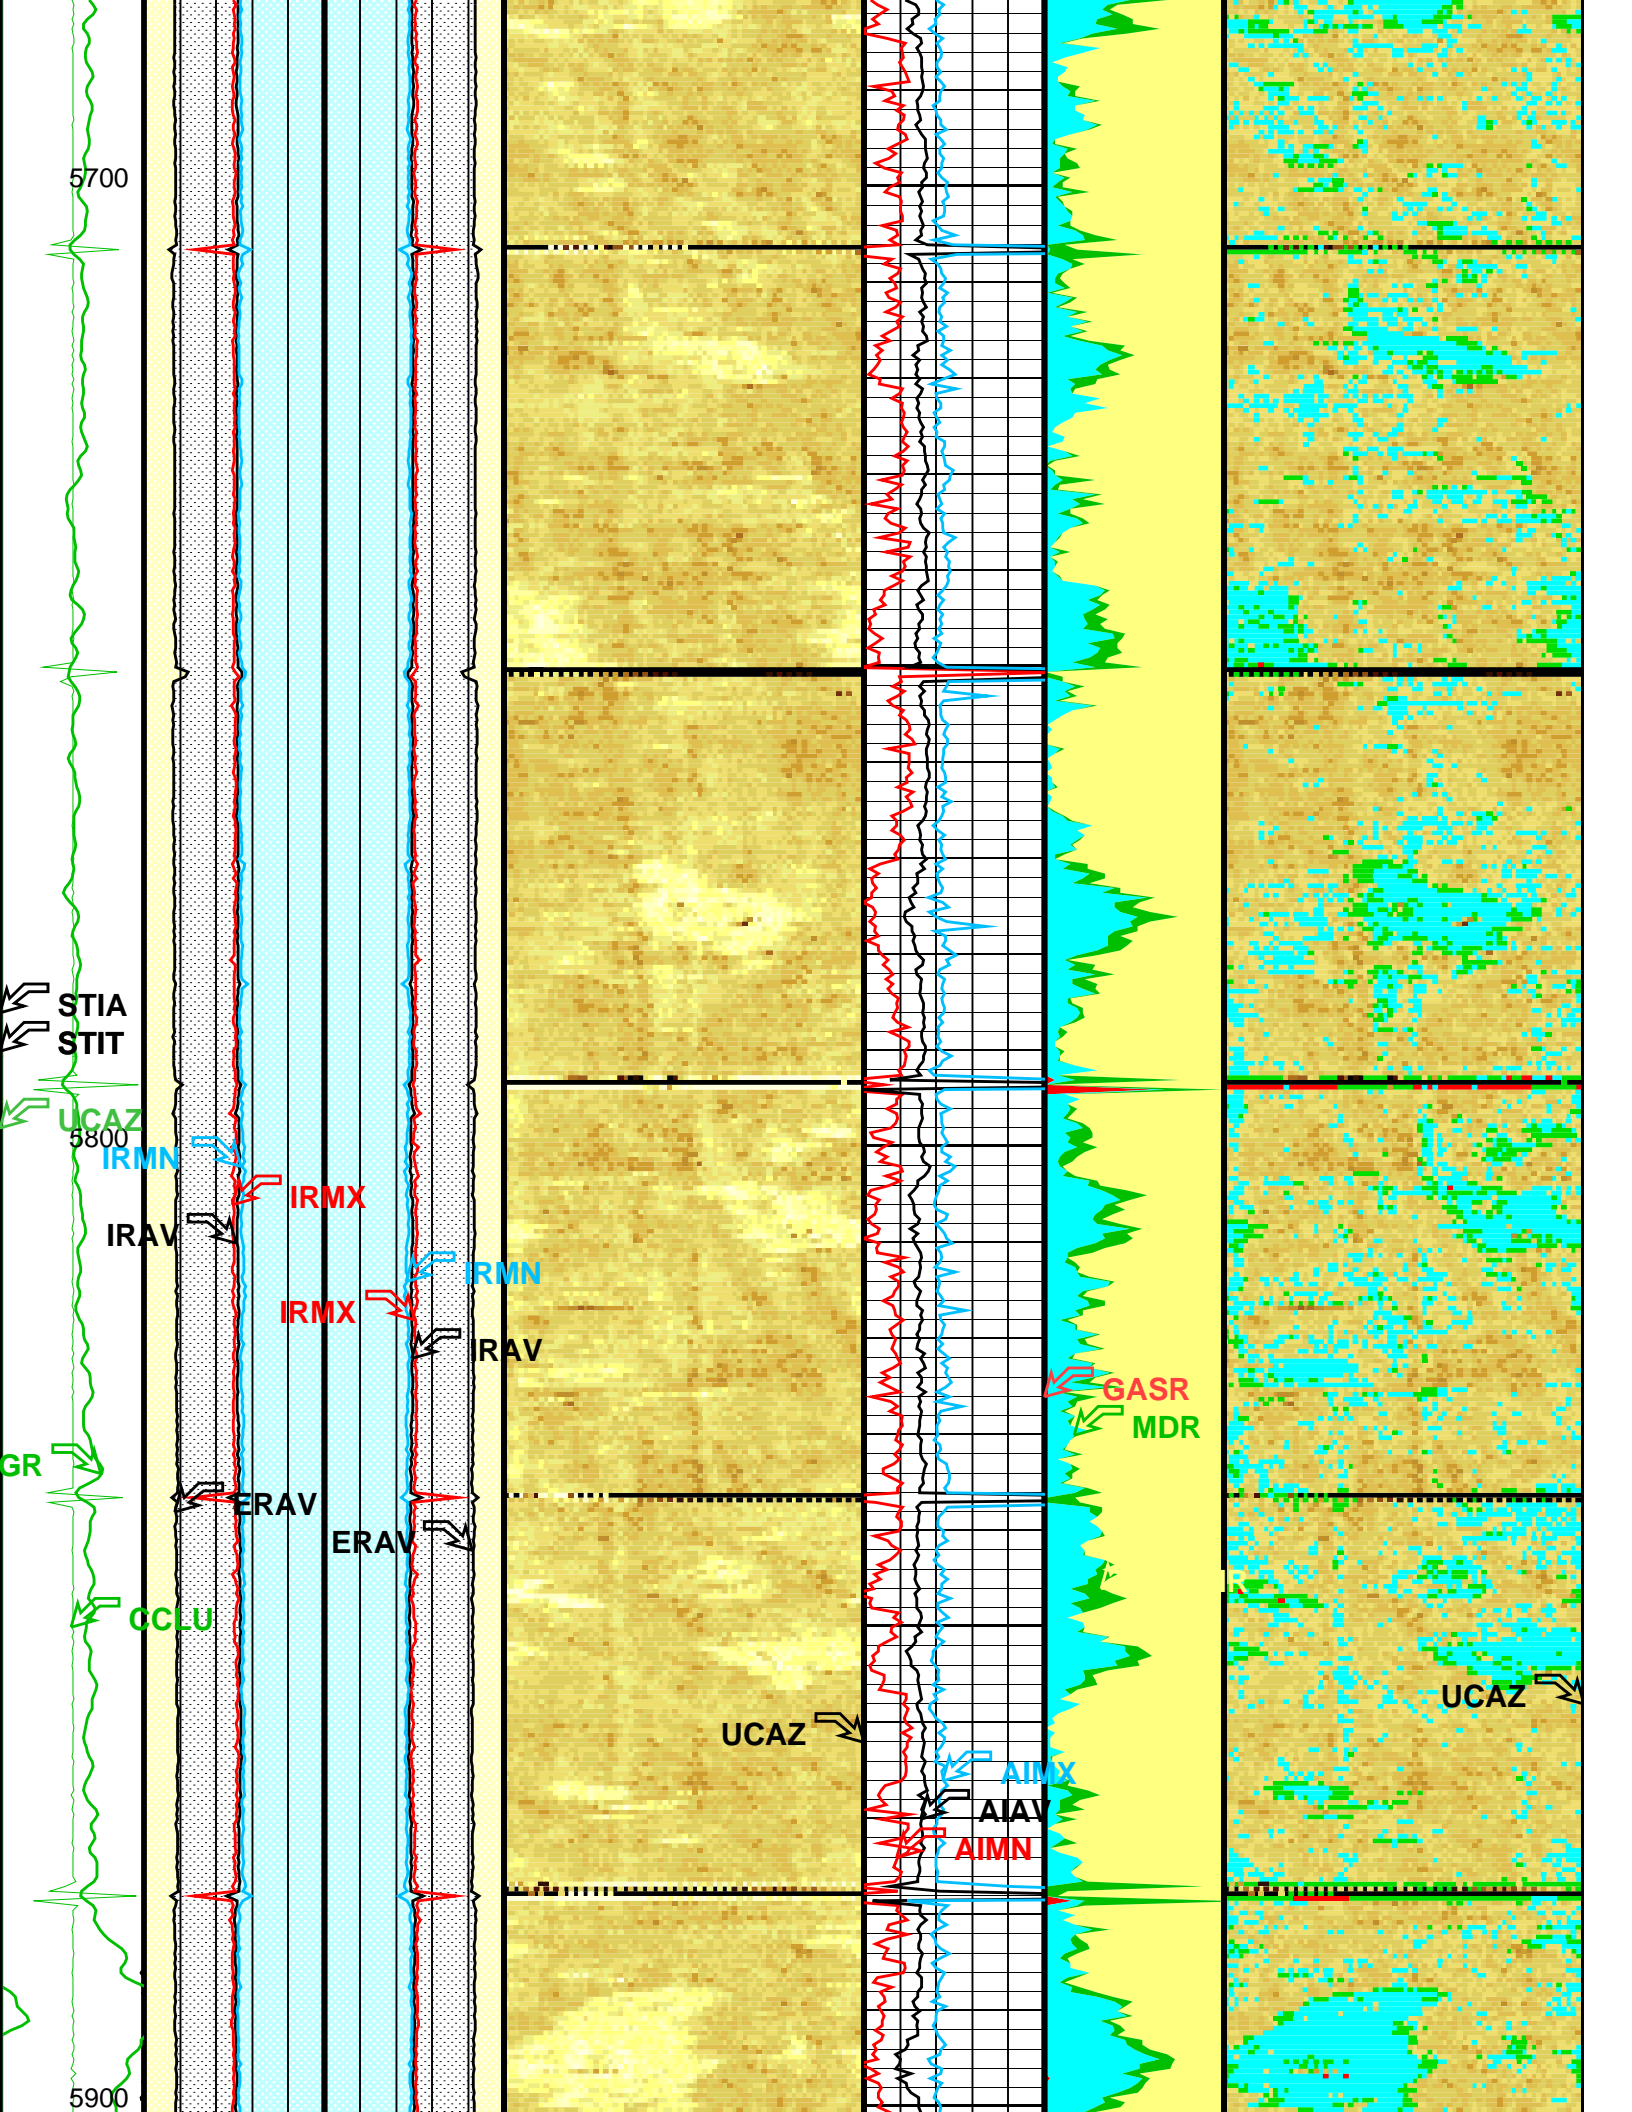 5700
STIA
STIT
UCAZ
5800
IRMN
IRMX
IRAV
IRMN
IRMX
IRAV
GASR
MDR
GR
ERAV
ERAV
CCLU
UCAZ
UCAZ
AIMX
AIAV
AIMN
5900